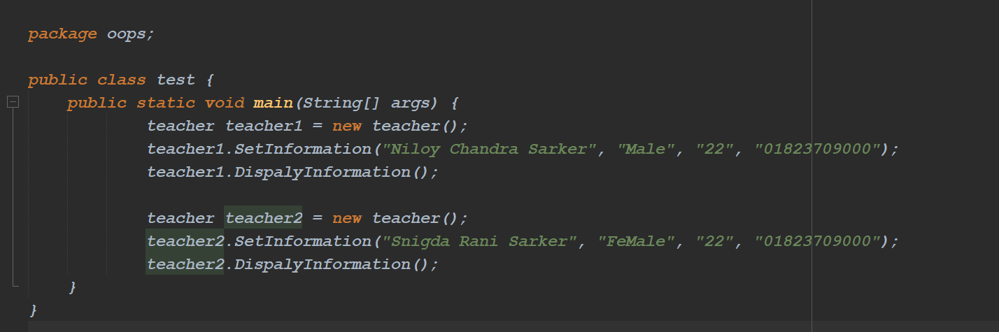 package oops;
public class test {
public static void main(String[] args) {
teacher teacher1 = new teacher();
teacher1.SetInformation("Niloy Chandra Sarker", "Male", "22", "01823709000");
teacher1.DispalyInformation();
teacher teacher2 = new teacher();
teacher2.SetInformation("Snigda Rani Sarker", "FeMale", "22", "01823709000");
teacher2.DispalyInformation();
}
}